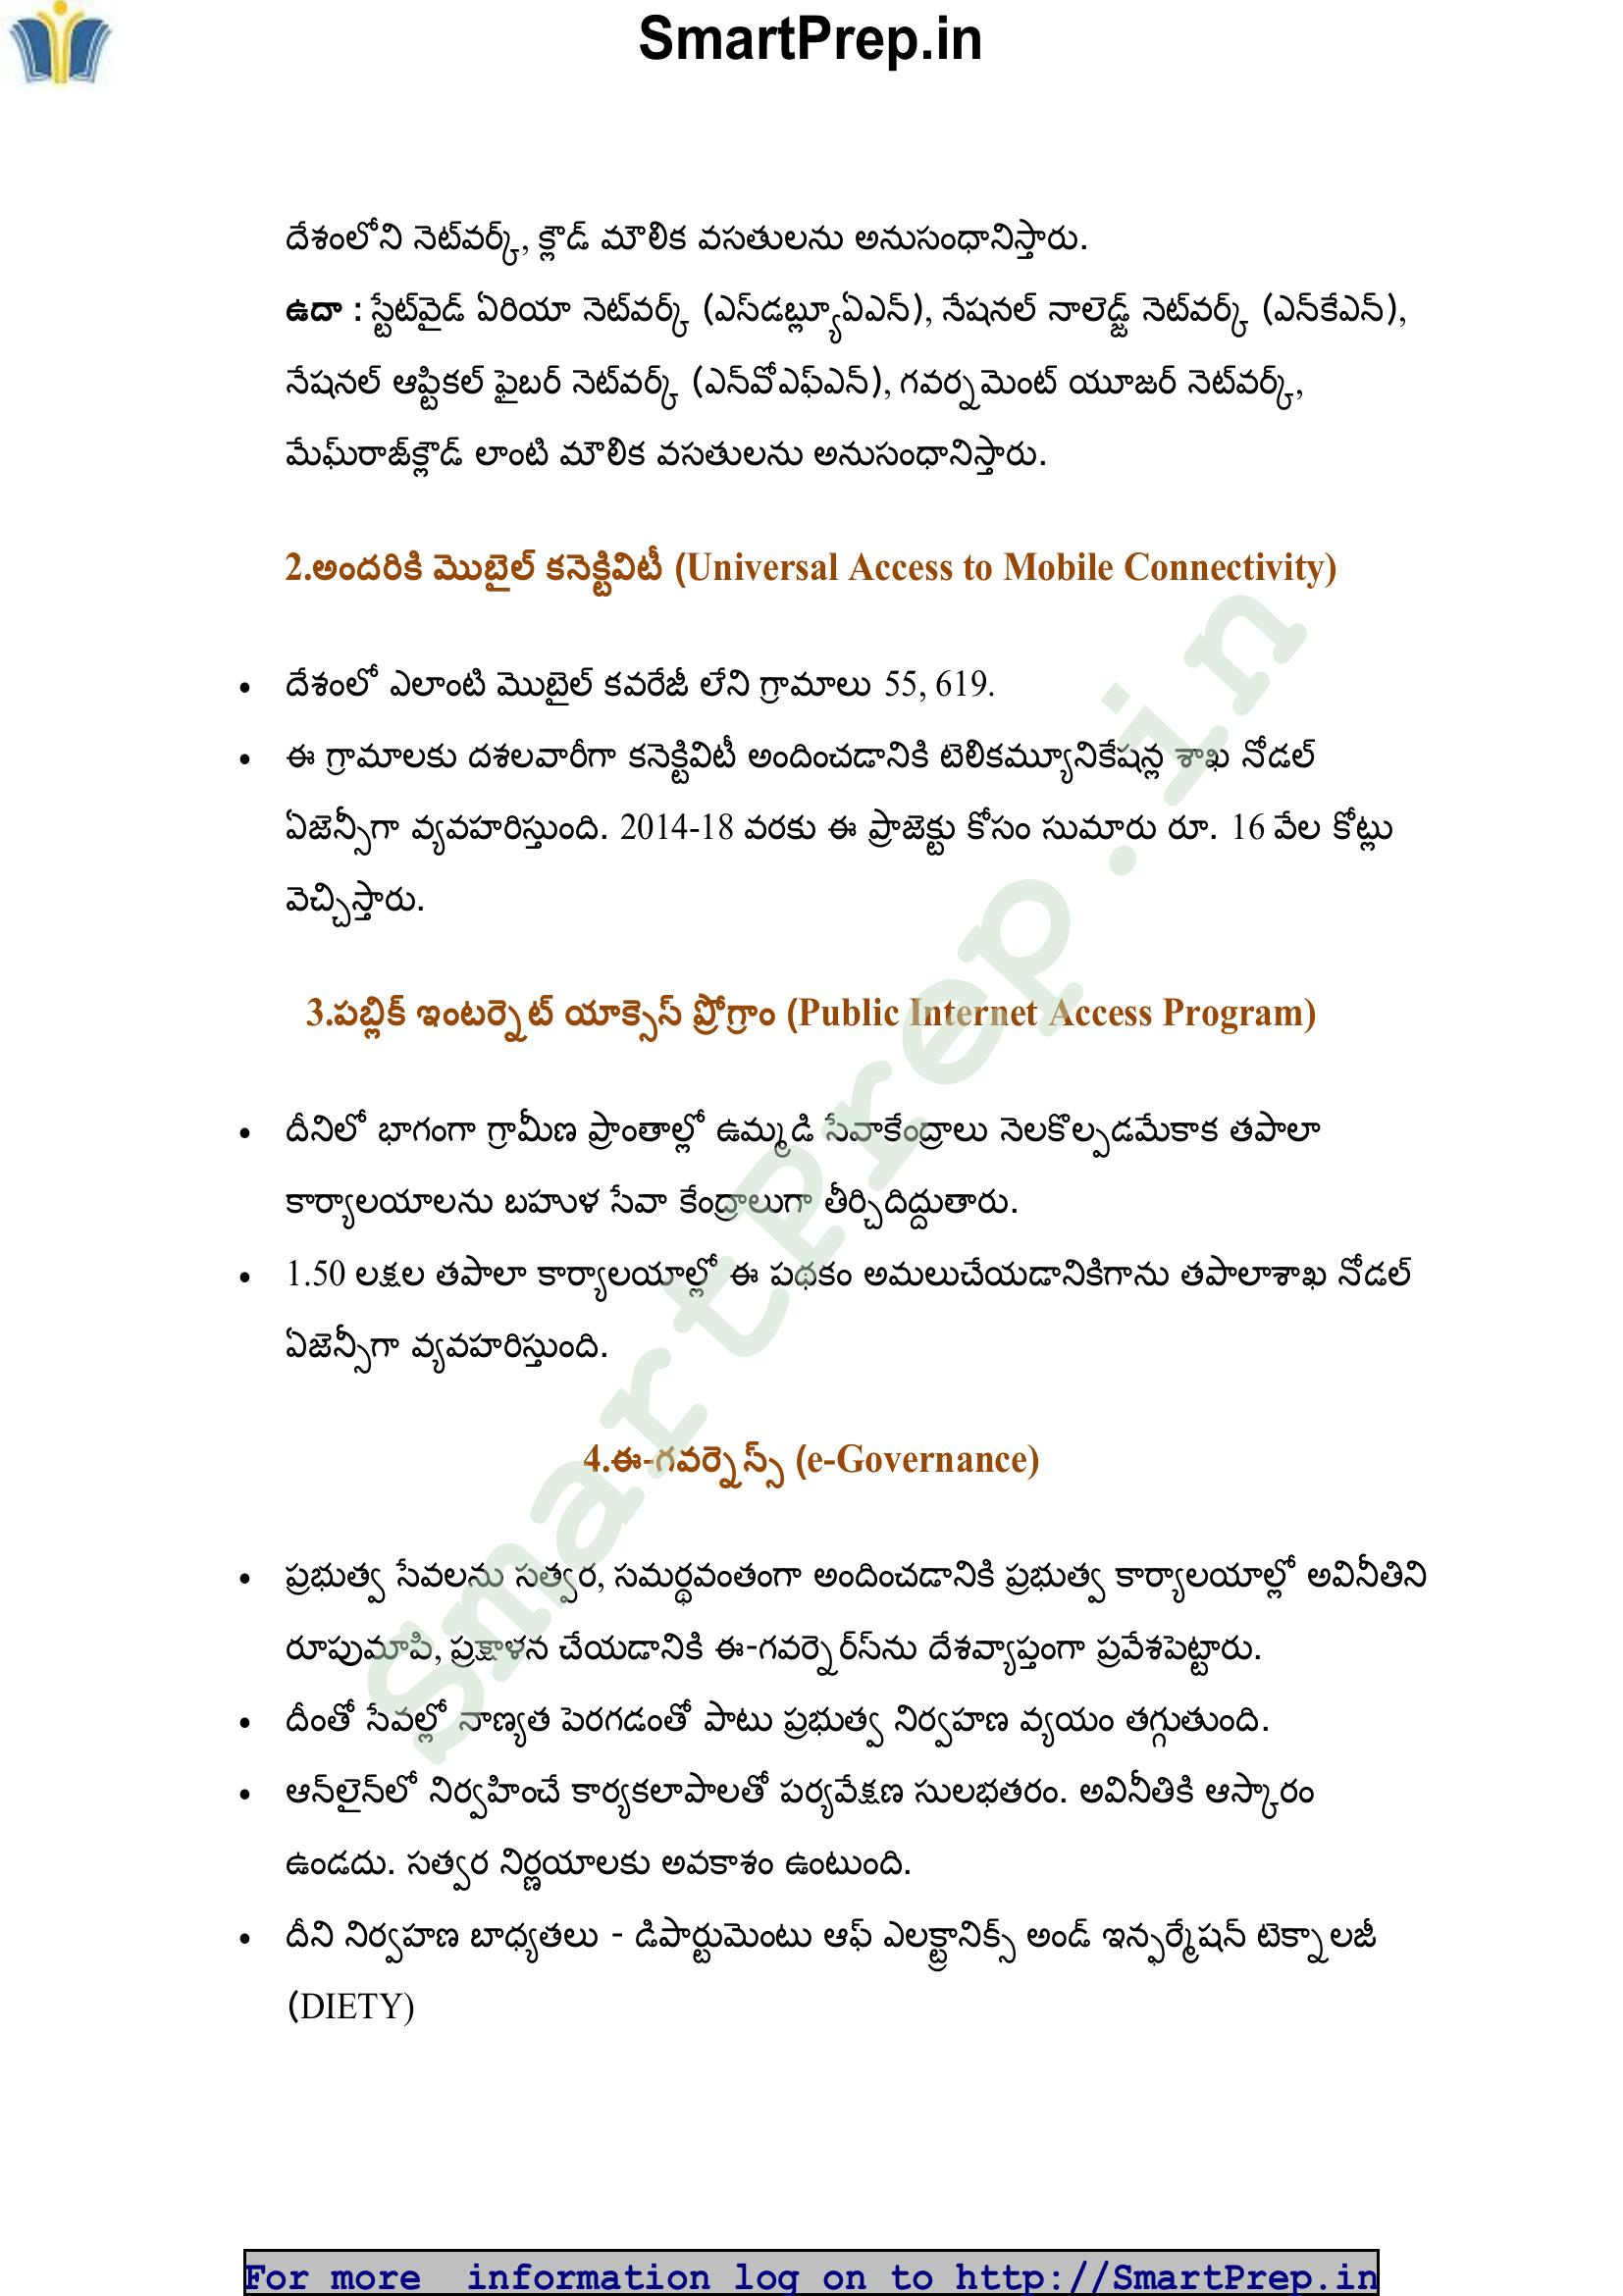 SmartPrep.in
దేశంలోని నెట్‌వర్క్, క్లౌడ్ మౌలిక వసతులను అనుసంధానిస్తారు.
ఉదా : స్టేట్‌వైడ్ ఏరియా నెట్‌వర్క్ (ఎస్‌డబ్ల్యూఏఎన్), నేషనల్ నాలెడ్జ్ నెట్‌వర్క్ (ఎన్‌కేఎన్),
నేషనల్ ఆప్టికల్ ఫైబర్ నెట్‌వర్క్ (ఎన్‌వోఎఫ్ఎన్), గవర్నమెంట్ యూజర్ నెట్‌వర్క్,
మేఘ్‌రాజ్‌క్లౌడ్ లాంటి మౌలిక వసతులను అనుసంధానిస్తారు.
2.అందరికి మొబైల్ కనెక్టివిటీ (Universal Access to Mobile Connectivity)
• దేశంలో ఎలాంటి మొబైల్ కవరేజీ లేని గ్రామాలు 55, 619.
• ఈ గ్రామాలకు దశలవారీగా కనెక్టివిటీ అందించడానికి టెలికమ్యూనికేషన్ల శాఖ నోడల్
ఏజెన్సీగా వ్యవహరిస్తుంది. 2014-18 వరకు ఈ ప్రాజెక్టు కోసం సుమారు రూ. 16 వేల కోట్లు
వెచ్చిస్తారు.
3.పబ్లిక్ ఇంటర్నెట్ యాక్సెస్ ప్రోగ్రాం (Public Internet Access Program)
• దీనిలో భాగంగా గ్రామీణ ప్రాంతాల్లో ఉమ్మడి సేవాకేంద్రాలు నెలకొల్పడమేకాక తపాలా
కార్యాలయాలను బహుళ సేవా కేంద్రాలుగా తీర్చిదిద్దుతారు.
• 1.50 లక్షల తపాలా కార్యాలయాల్లో ఈ పథకం అమలుచేయడానికిగాను తపాలాశాఖ నోడల్
ఏజెన్సీగా వ్యవహరిస్తుంది.
4.ఈ-గవర్నెన్స్ (e-Governance)
• ప్రభుత్వ సేవలను సత్వర, సమర్థవంతంగా అందించడానికి ప్రభుత్వ కార్యాలయాల్లో అవినీతిని
రూపుమాపి, ప్రక్షాళన చేయడానికి ఈ-గవర్నెర్స్‌ను దేశవ్యాప్తంగా ప్రవేశపెట్టారు.
• దీంతో సేవల్లో నాణ్యత పెరగడంతో పాటు ప్రభుత్వ నిర్వహణ వ్యయం తగ్గుతుంది.
• ఆన్‌లైన్‌లో నిర్వహించే కార్యకలాపాలతో పర్యవేక్షణ సులభతరం. అవినీతికి ఆస్కారం
ఉండదు. సత్వర నిర్ణయాలకు అవకాశం ఉంటుంది.
• దీని నిర్వహణ బాధ్యతలు - డిపార్టుమెంటు ఆఫ్ ఎలక్ట్రానిక్స్ అండ్ ఇన్ఫర్మేషన్ టెక్నాలజీ
(DIETY)
SmartPrep.in
For more information log on to http://SmartPrep.in